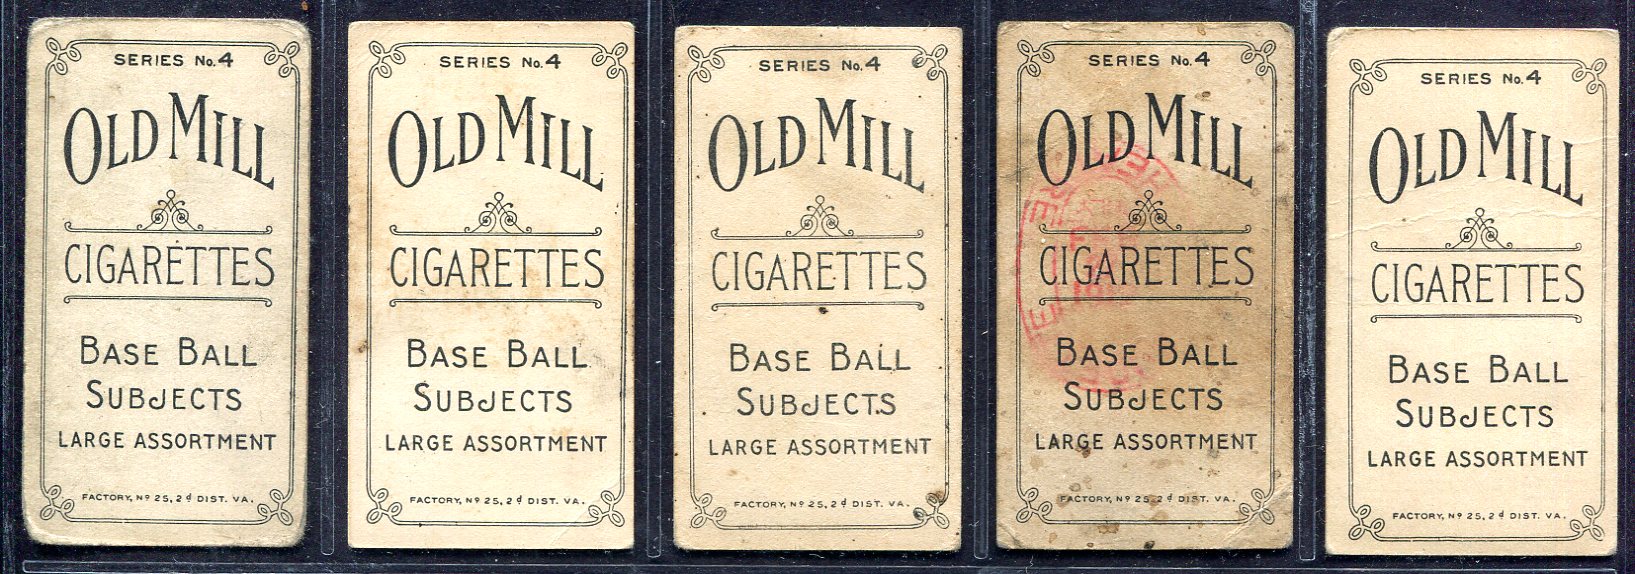 SERIES No. 4
OLD MILL
CIGARETTES
BASE BALL
SUBJECTS
LARGE ASSORTMENT
FACTORY, Nº 25, 2ᵈ DIST. VA.
SERIES No. 4
OLD MILL
CIGARETTES
BASE BALL
SUBJECTS
LARGE ASSORTMENT
FACTORY, Nº 25, 2ᵈ DIST. VA.
SERIES No. 4
OLD MILL
CIGARETTES
BASE BALL
SUBJECTS
LARGE ASSORTMENT
FACTORY, Nº 25, 2ᵈ DIST. VA.
SERIES No. 4
OLD MILL
CIGARETTES
BASE BALL
SUBJECTS
LARGE ASSORTMENT
FACTORY, Nº 25, 2ᵈ DIST. VA.
SERIES No. 4
OLD MILL
CIGARETTES
BASE BALL
SUBJECTS
LARGE ASSORTMENT
FACTORY, Nº 25, 2ᵈ DIST. VA.